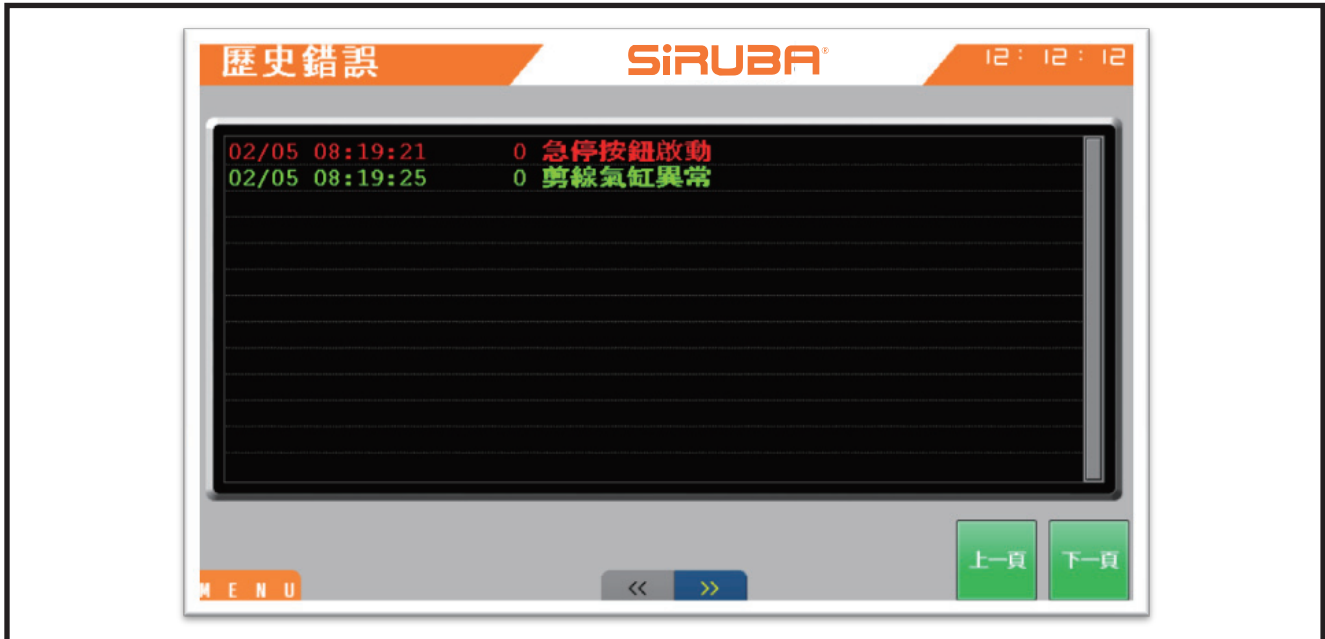 歷史錯誤 SiRUBA® 12:12:12
02/05 08:19:21 0 急停按鈕啟動
02/05 08:19:25 0 剪線氣缸異常
上一頁 下一頁
MENU << >>